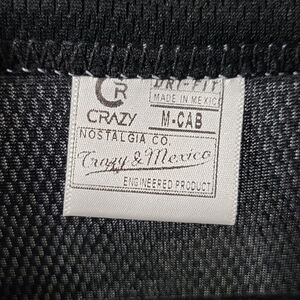 CR
DRI-FIT
MADE IN MEXICO
CRAZY
M-CAB
NOSTALGIA CO.
Crazy & Mexico
ENGINEERED PRODUCT